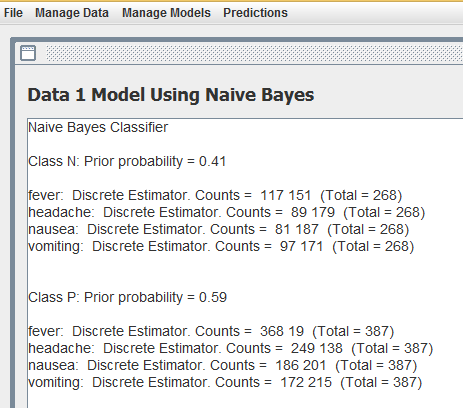 File Manage Data Manage Models Predictions
Data 1 Model Using Naive Bayes
Naive Bayes Classifier
Class N: Prior probability = 0.41
fever: Discrete Estimator. Counts = 117 151 (Total = 268)
headache: Discrete Estimator. Counts = 89 179 (Total = 268)
nausea: Discrete Estimator. Counts = 81 187 (Total = 268)
vomiting: Discrete Estimator. Counts = 97 171 (Total = 268)
Class P: Prior probability = 0.59
fever: Discrete Estimator. Counts = 368 19 (Total = 387)
headache: Discrete Estimator. Counts = 249 138 (Total = 387)
nausea: Discrete Estimator. Counts = 186 201 (Total = 387)
vomiting: Discrete Estimator. Counts = 172 215 (Total = 387)